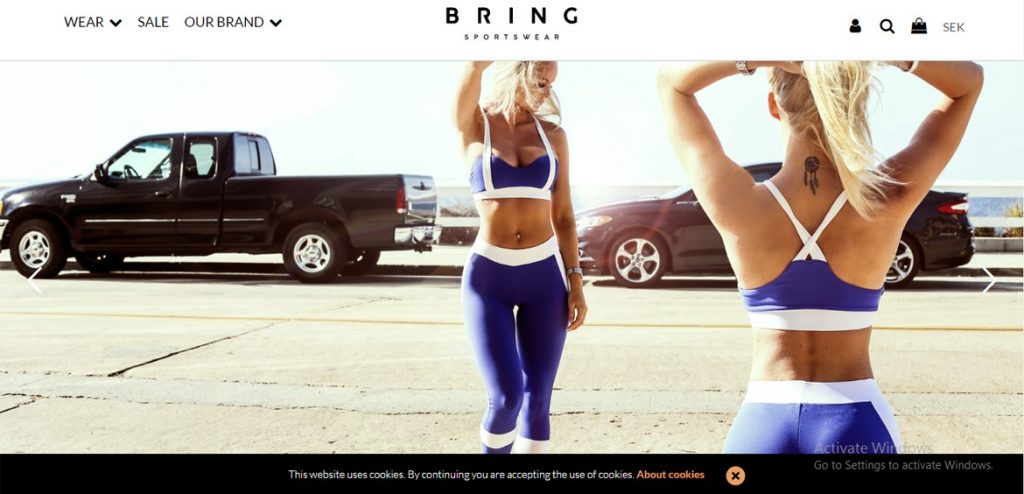 WEAR SALE OUR BRAND
BRING
SPORTSWEAR
SEK
Activate Windows
Go to Settings to activate Windows.
This website uses cookies. By continuing you are accepting the use of cookies. About cookies